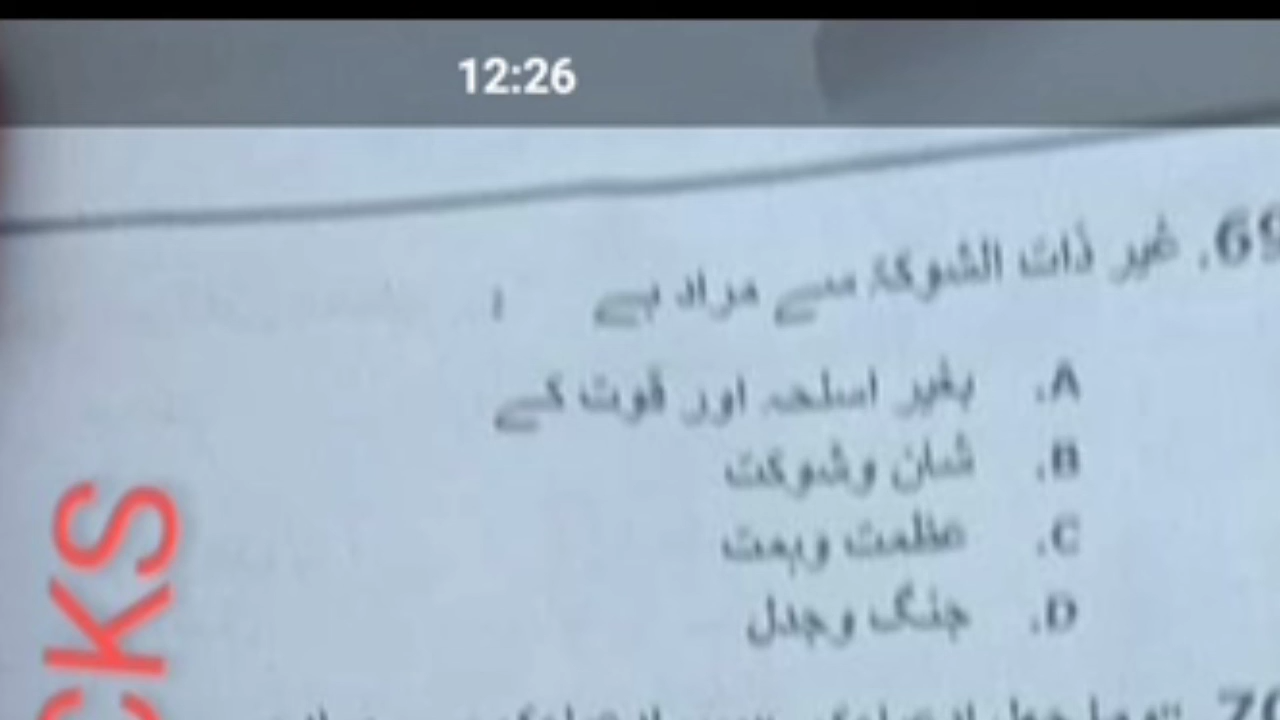 12:26
69. غیر ذات الشوکۃ سے مراد ہے :
A. بغیر اسلحہ اور قوت کے
B. شان وشوکت
C. عظمت وہمت
D. جنگ وجدل
CKS